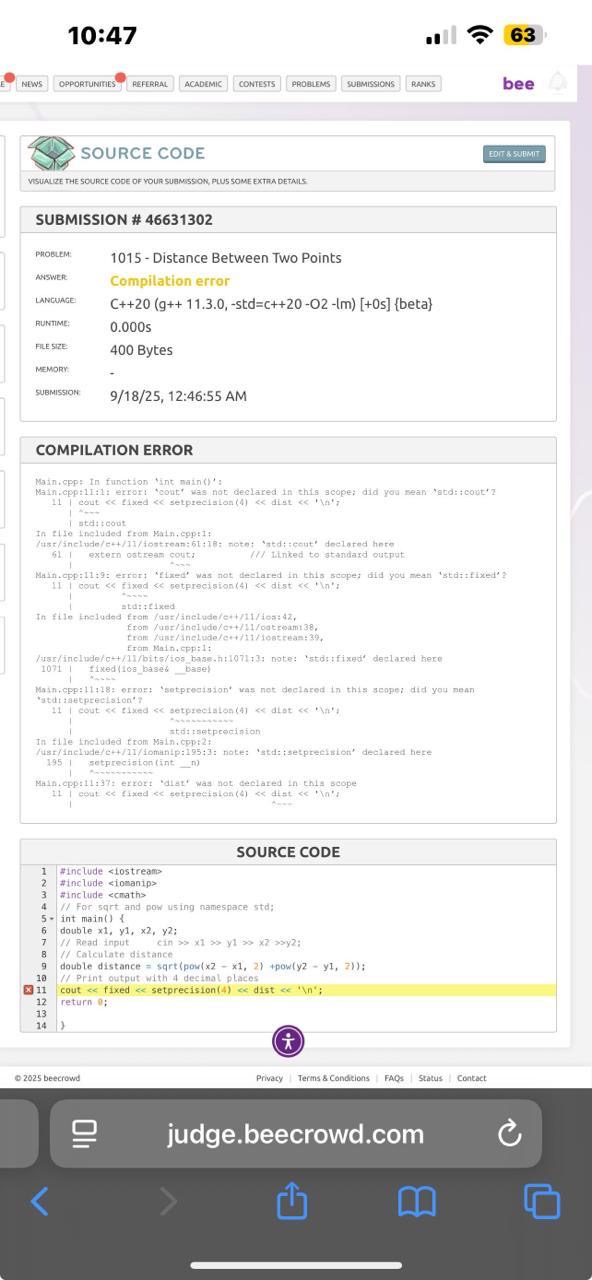 10:47
63
E NEWS OPPORTUNITIES REFERRAL ACADEMIC CONTESTS PROBLEMS SUBMISSIONS RANKS bee
SOURCE CODE EDIT & SUBMIT
VISUALIZE THE SOURCE CODE OF YOUR SUBMISSION, PLUS SOME EXTRA DETAILS.
SUBMISSION # 46631302
PROBLEM: 1015 - Distance Between Two Points
ANSWER: Compilation error
LANGUAGE: C++20 (g++ 11.3.0, -std=c++20 -O2 -lm) [+0s] {beta}
RUNTIME: 0.000s
FILE SIZE: 400 Bytes
MEMORY: -
SUBMISSION: 9/18/25, 12:46:55 AM
COMPILATION ERROR
Main.cpp: In function 'int main()':
Main.cpp:11:1: error: 'cout' was not declared in this scope; did you mean 'std::cout'?
11 | cout << fixed << setprecision(4) << dist << '\n';
| ^~~~
| std::cout
In file included from Main.cpp:1:
/usr/include/c++/11/iostream:61:18: note: 'std::cout' declared here
61 | extern ostream cout; /// Linked to standard output
| ^~~~
Main.cpp:11:9: error: 'fixed' was not declared in this scope; did you mean 'std::fixed'?
11 | cout << fixed << setprecision(4) << dist << '\n';
| ^~~~~
| std::fixed
In file included from /usr/include/c++/11/ios:42,
from /usr/include/c++/11/ostream:38,
from /usr/include/c++/11/iostream:39,
from Main.cpp:1:
/usr/include/c++/11/bits/ios_base.h:1071:3: note: 'std::fixed' declared here
1071 | fixed(ios_base& __base)
| ^~~~~
Main.cpp:11:18: error: 'setprecision' was not declared in this scope; did you mean
'std::setprecision'?
11 | cout << fixed << setprecision(4) << dist << '\n';
| ^~~~~~~~~~~~
| std::setprecision
In file included from Main.cpp:2:
/usr/include/c++/11/iomanip:195:3: note: 'std::setprecision' declared here
195 | setprecision(int __n)
| ^~~~~~~~~~~~
Main.cpp:11:37: error: 'dist' was not declared in this scope
11 | cout << fixed << setprecision(4) << dist << '\n';
| ^~~~
SOURCE CODE
1 #include <iostream>
2 #include <iomanip>
3 #include <cmath>
4 // For sqrt and pow using namespace std;
5 int main() {
6 double x1, y1, x2, y2;
7 // Read input cin >> x1 >> y1 >> x2 >>y2;
8 // Calculate distance
9 double distance = sqrt(pow(x2 - x1, 2) +pow(y2 - y1, 2));
10 // Print output with 4 decimal places
11 cout << fixed << setprecision(4) << dist << '\n';
12 return 0;
13
14 }
© 2025 beecrowd Privacy | Terms & Conditions | FAQs | Status | Contact
judge.beecrowd.com